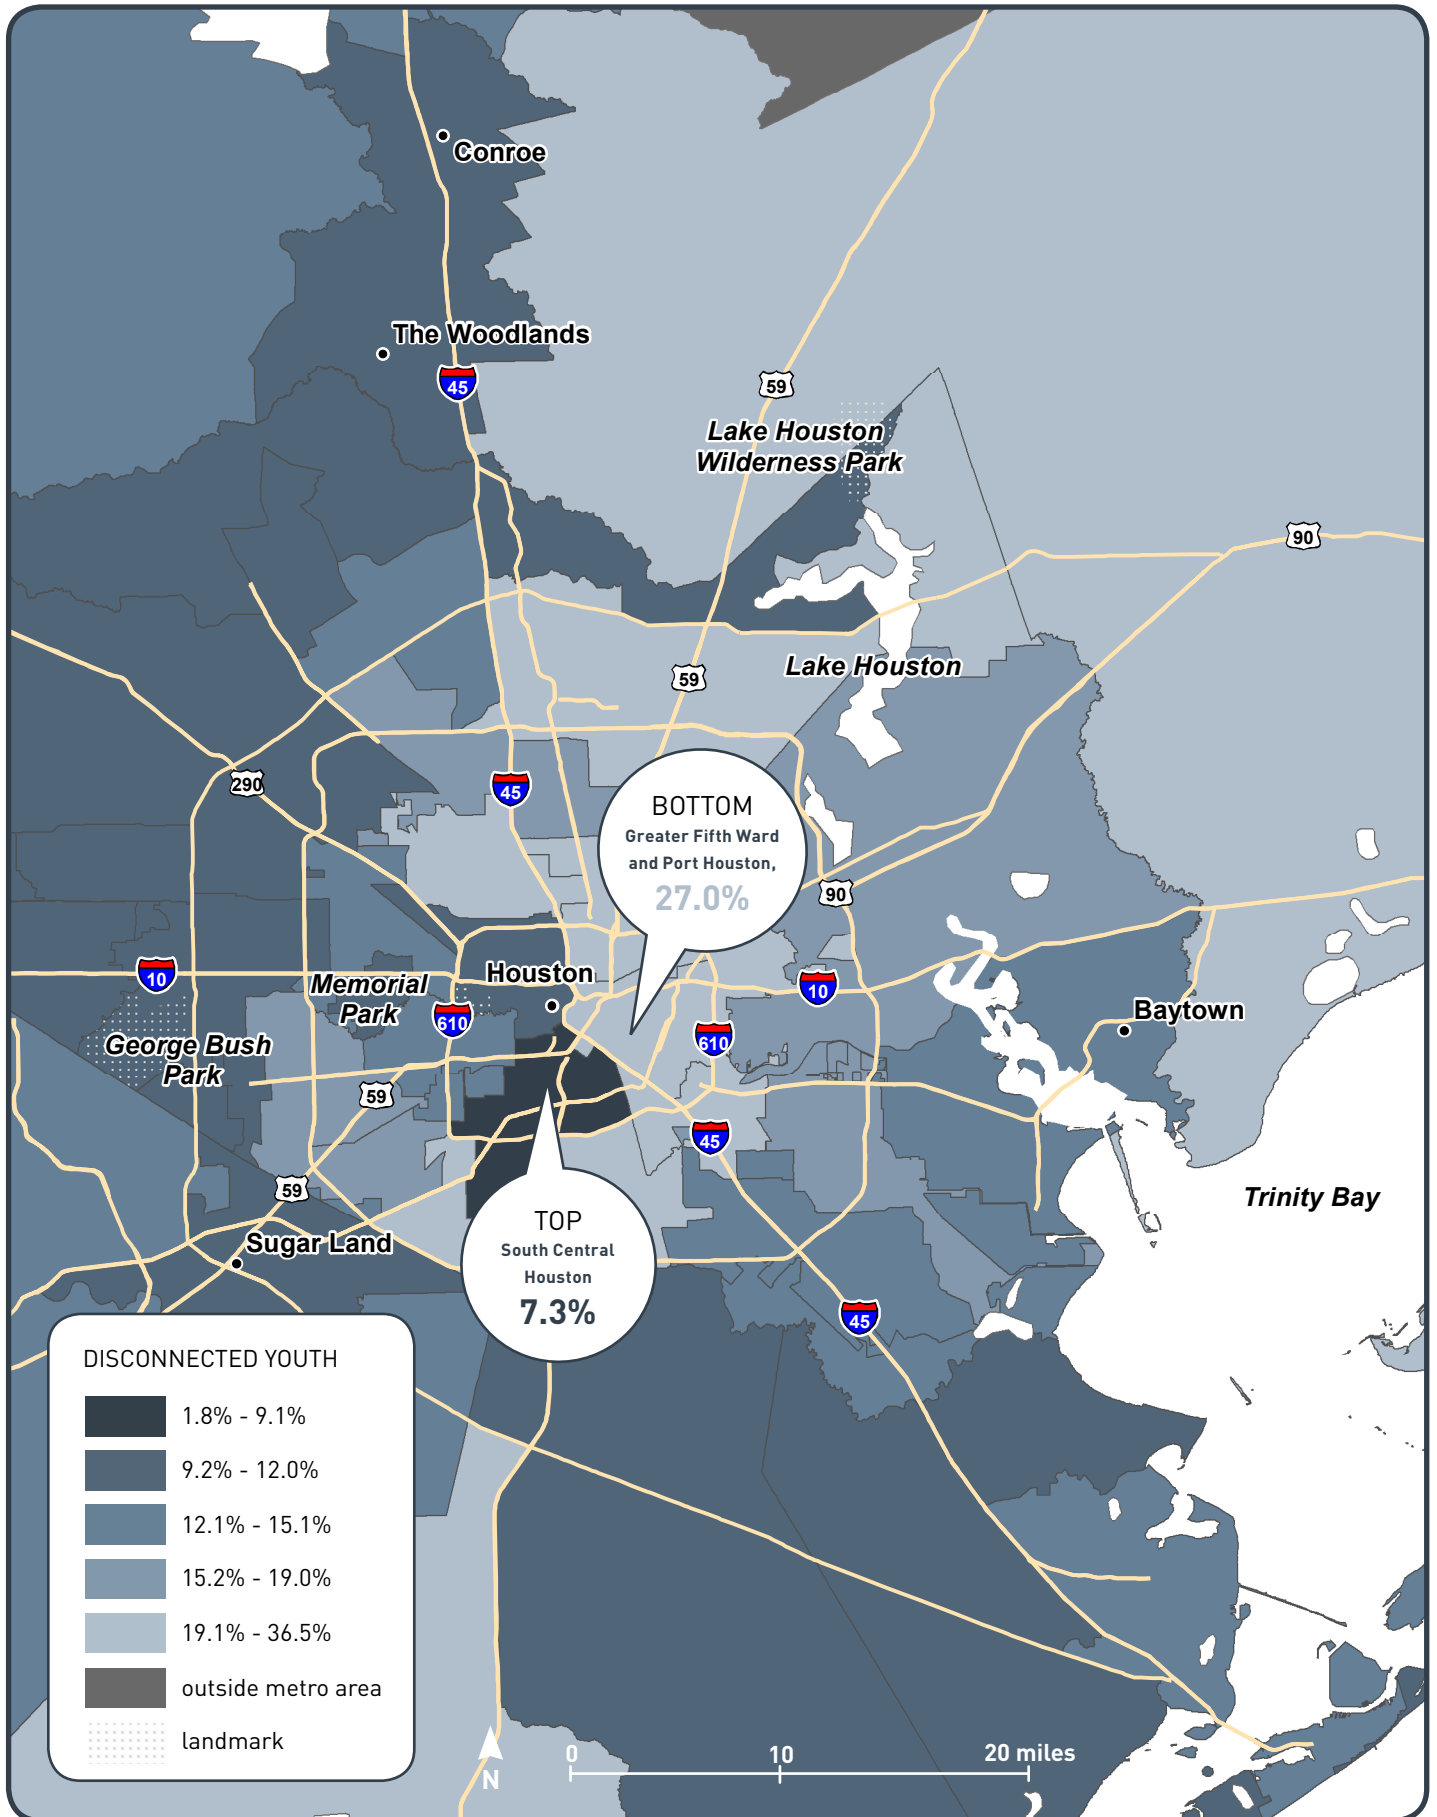 Conroe
The Woodlands
45
59
Lake Houston
Wilderness Park
90
Lake Houston
59
290
45
BOTTOM
Greater Fifth Ward
and Port Houston,
27.0%
90
10
Memorial
Park
Houston
10
610
610
Baytown
George Bush
Park
59
45
59
Trinity Bay
TOP
South Central
Houston
7.3%
Sugar Land
45
DISCONNECTED YOUTH
1.8% - 9.1%
9.2% - 12.0%
12.1% - 15.1%
15.2% - 19.0%
19.1% - 36.5%
outside metro area
landmark
N
0 10 20 miles